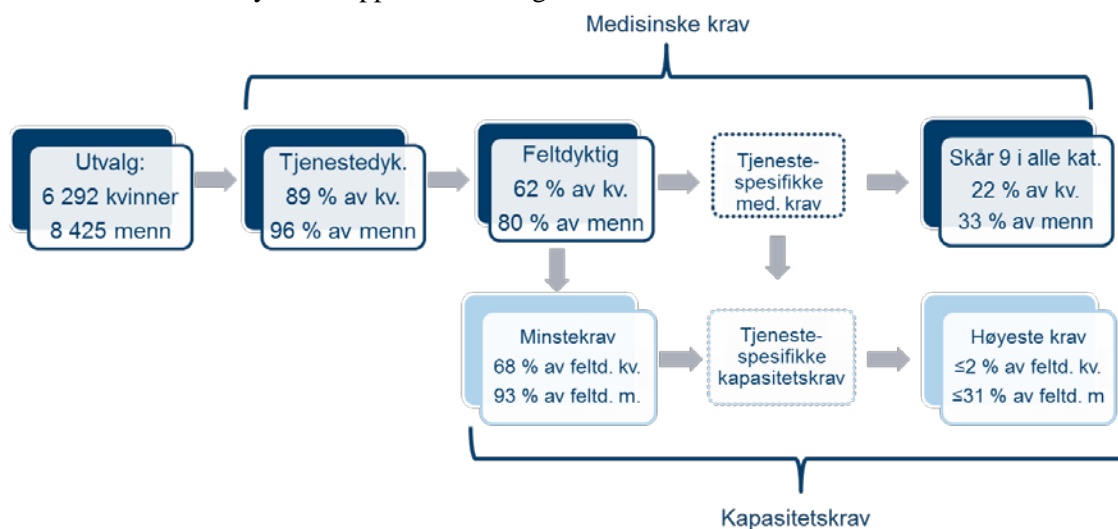 Medisinske krav
Utvalg:
6 292 kvinner
8 425 menn
Tjenestedyk.
89 % av kv.
96 % av menn
Feltdyktig
62 % av kv.
80 % av menn
Tjeneste-
spesifikke
med. krav
Skår 9 i alle kat.
22 % av kv.
33 % av menn
Minstekrav
68 % av feltd. kv.
93 % av feltd. m.
Tjeneste-
spesifikke
kapasitetskrav
Høyeste krav
≤2 % av feltd. kv.
≤31 % av feltd. m
Kapasitetskrav